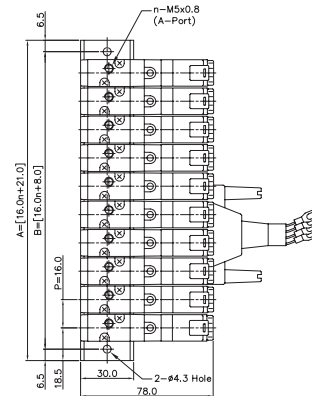 n-M5x0.8
(A-Port)
6.5
A=[16.0n+21.0]
B=[16.0n+8.0]
P=16.0
6.5
18.5
30.0
2-ø4.3 Hole
78.0